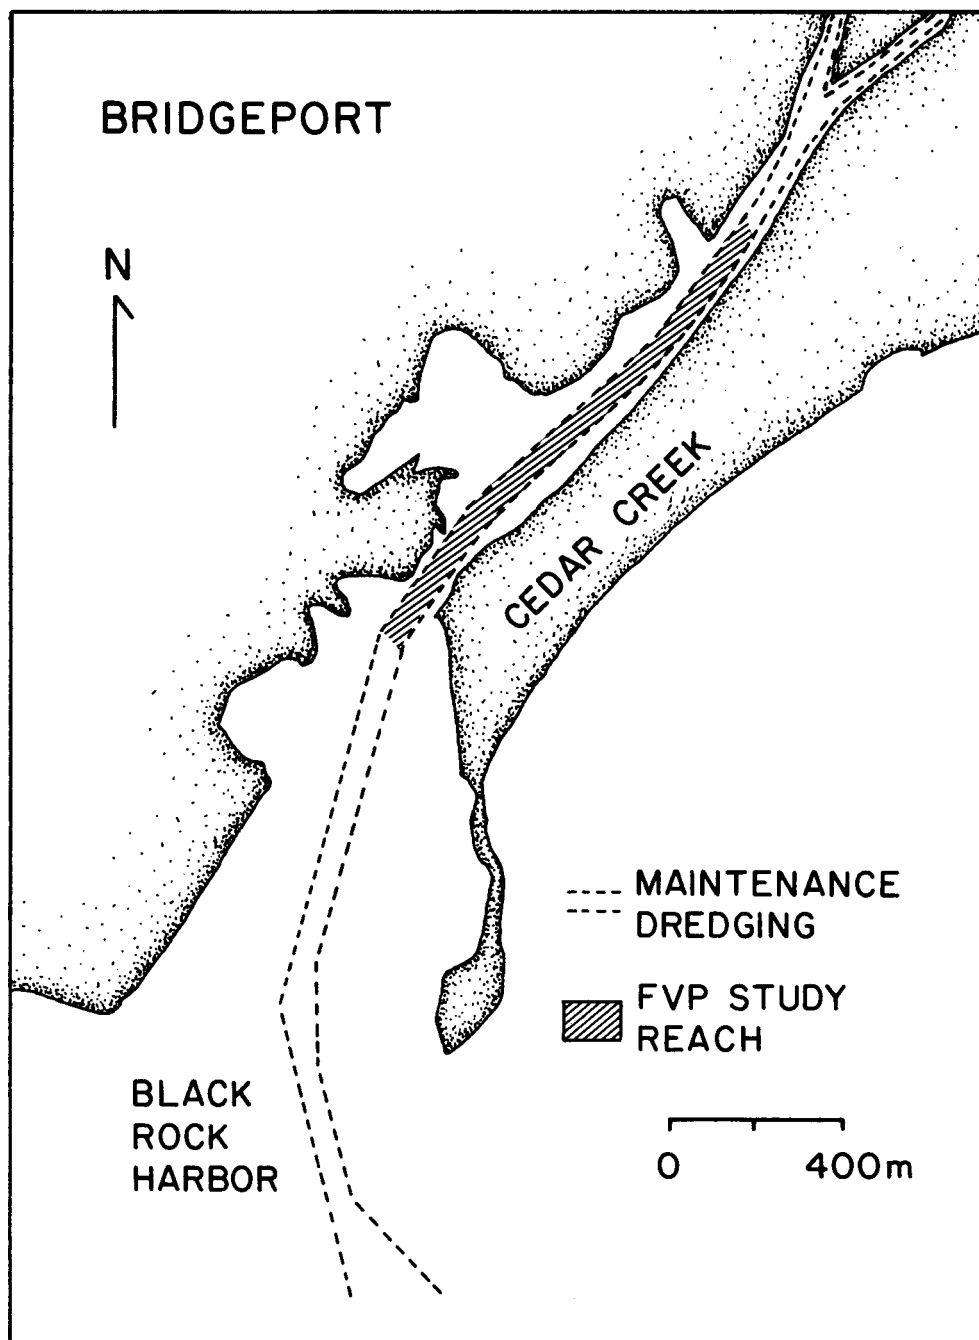 BRIDGEPORT
N
CEDAR CREEK
MAINTENANCE
DREDGING
FVP STUDY
REACH
BLACK
ROCK
HARBOR
0 400m